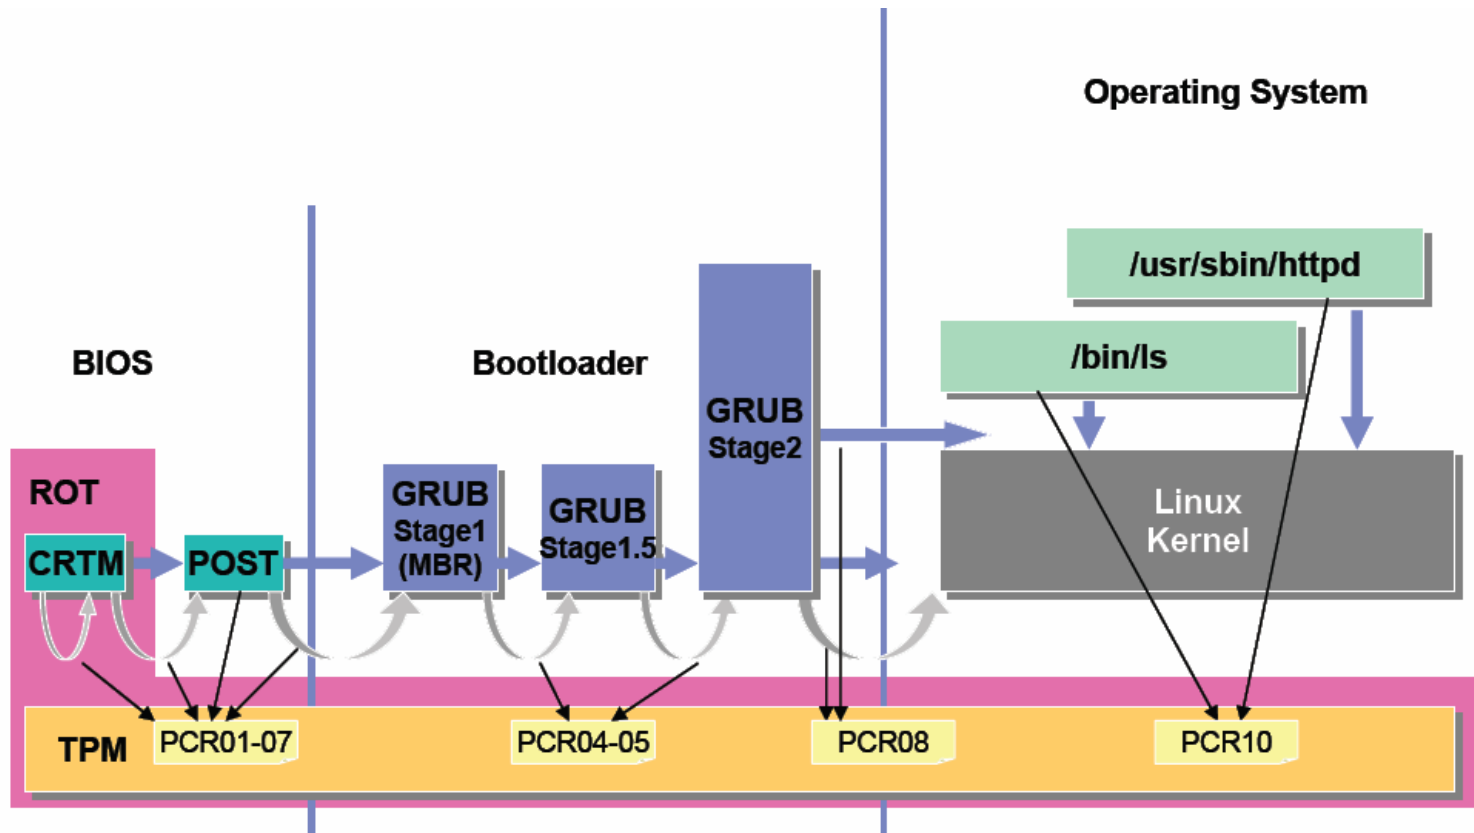 Operating System
/usr/sbin/httpd
/bin/ls
BIOS
Bootloader
GRUB
Stage2
ROT
GRUB
Stage1
(MBR)
GRUB
Stage1.5
Linux
Kernel
CRTM
POST
TPM
PCR01-07
PCR04-05
PCR08
PCR10